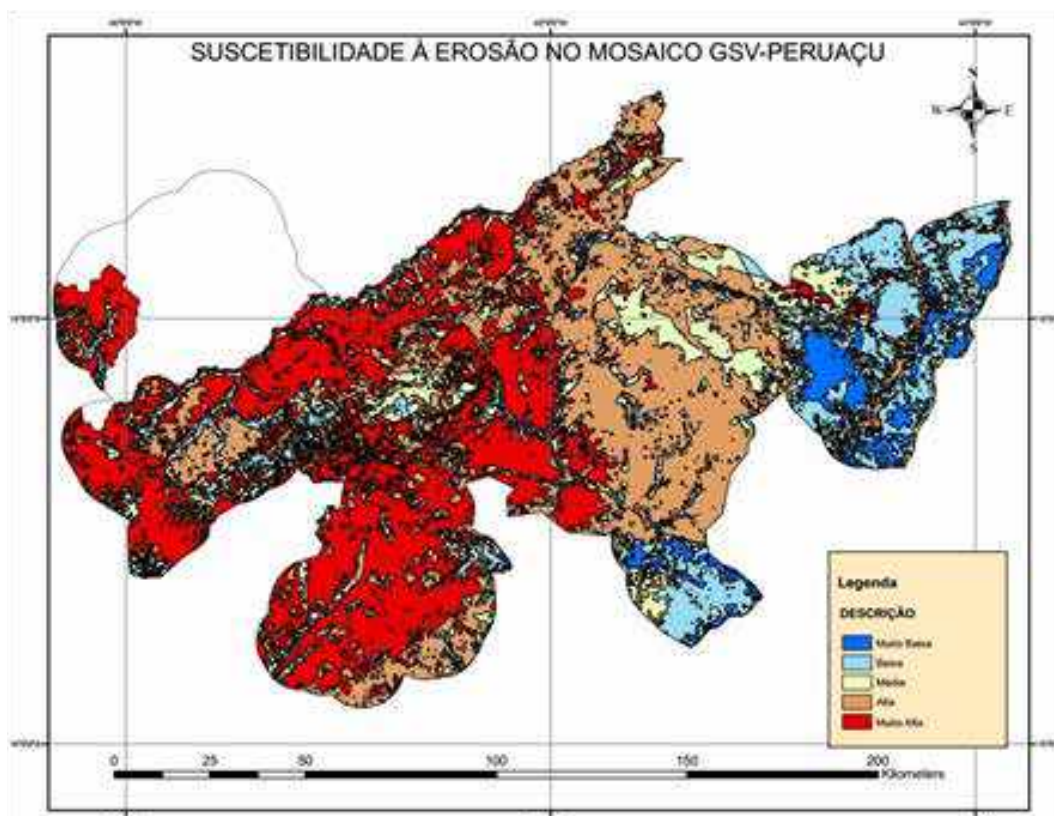 SUSCETIBILIDADE À EROSÃO NO MOSAICO GSV-PERUAÇU
N
W E
S
Legenda
DESCRIÇÃO
Muito Baixa
Baixa
Média
Alta
Muito Alta
0 25 50 100 150 200
Kilometers